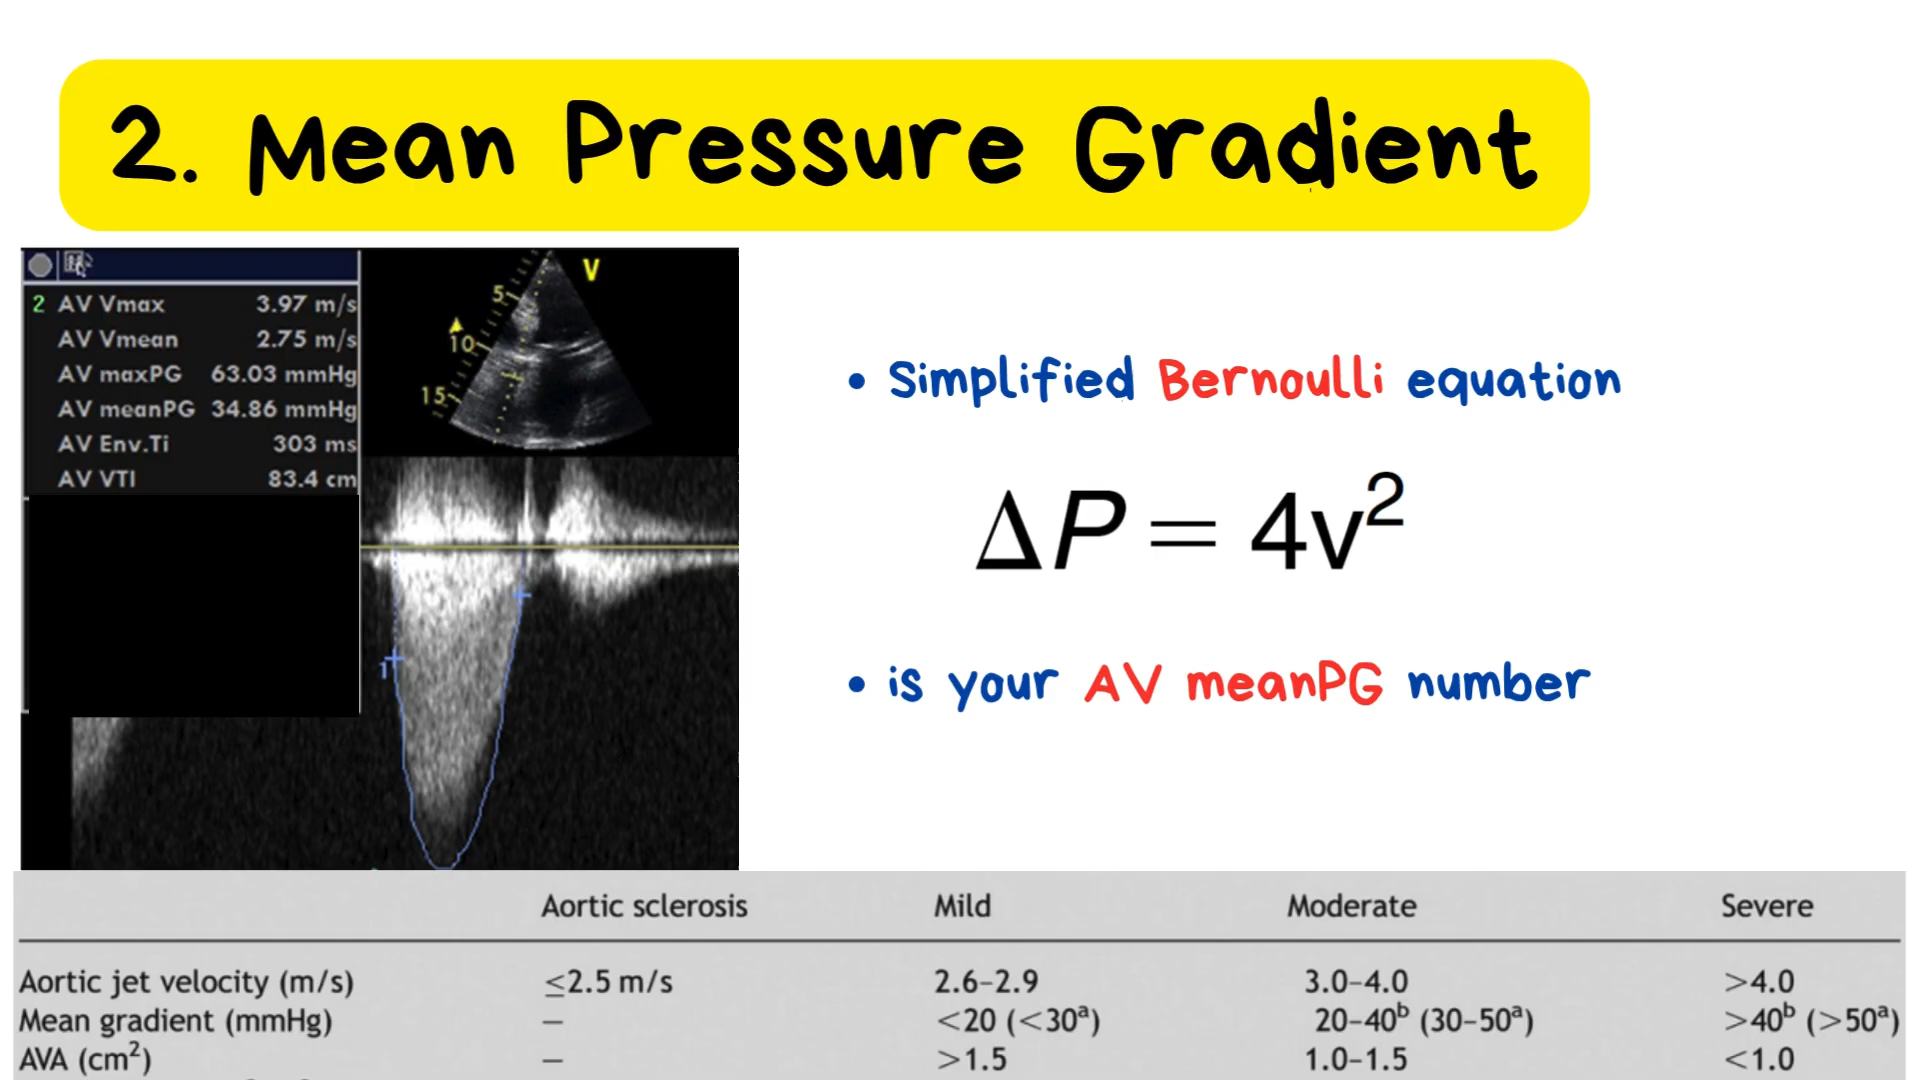 2. Mean Pressure Gradient
2 AV Vmax 3.97 m/s
AV Vmean 2.75 m/s
AV maxPG 63.03 mmHg
AV meanPG 34.86 mmHg
AV Env.Ti 303 ms
AV VTI 83.4 cm
V
5
10
15
1
• Simplified Bernoulli equation
ΔP = 4v²
• is your AV meanPG number
Aortic sclerosis Mild Moderate Severe
Aortic jet velocity (m/s) ≤2.5 m/s 2.6–2.9 3.0–4.0 >4.0
Mean gradient (mmHg) – <20 (<30ᵃ) 20–40ᵇ (30–50ᵃ) >40ᵇ (>50ᵃ)
AVA (cm²) – >1.5 1.0–1.5 <1.0